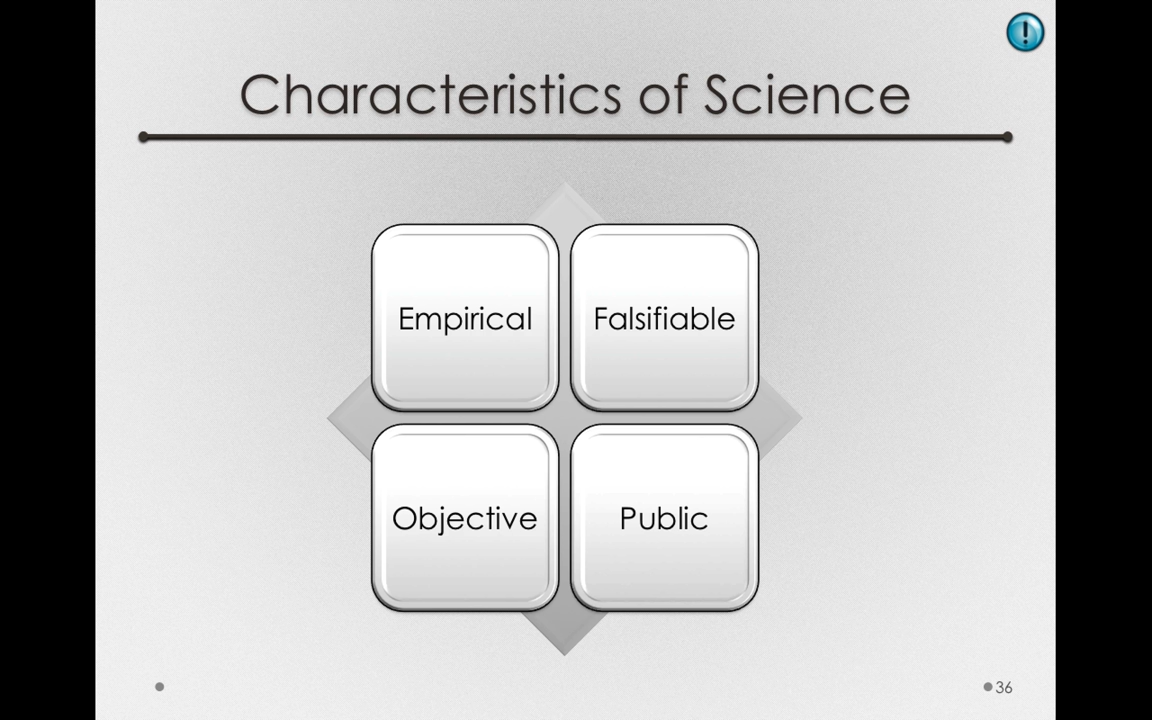 Characteristics of Science
Empirical
Falsifiable
Objective
Public
36